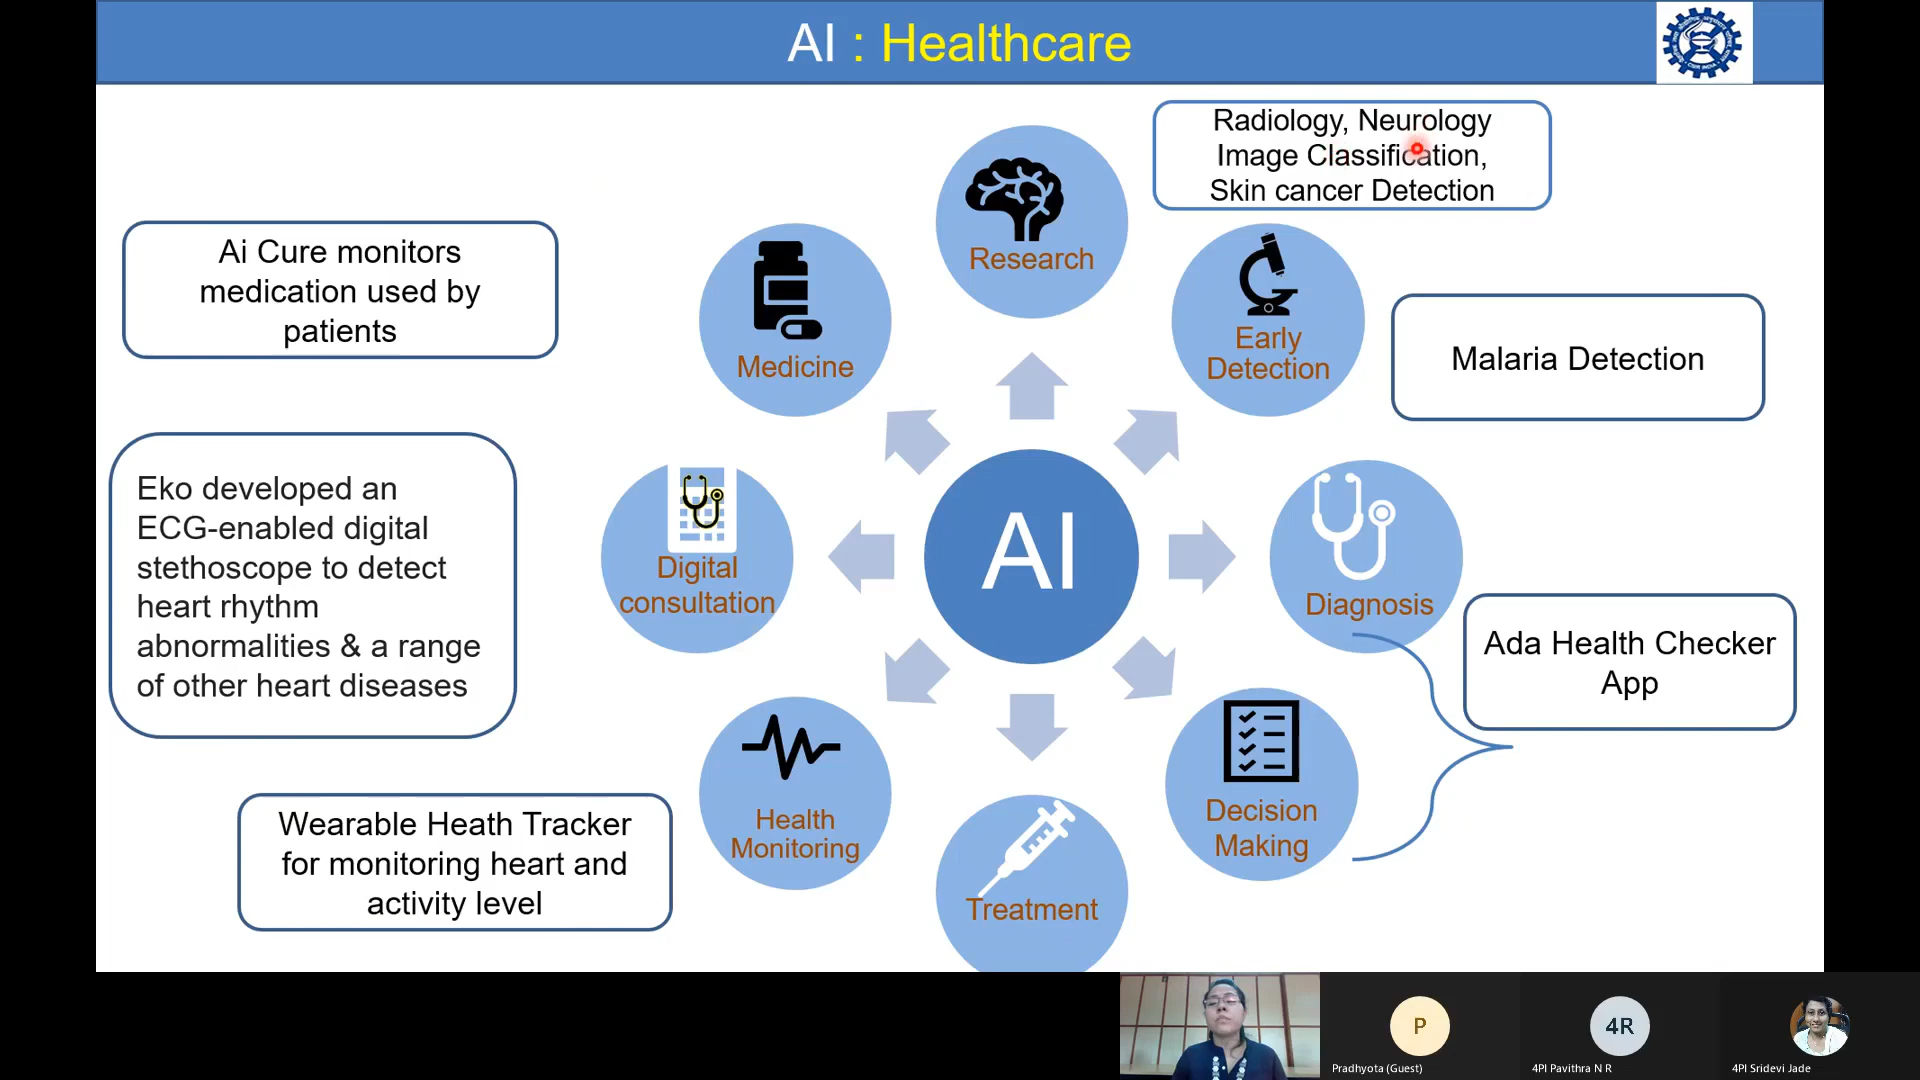 AI : Healthcare
Radiology, Neurology
Image Classification,
Skin cancer Detection
Research
Ai Cure monitors
medication used by
patients
Medicine
Early
Detection
Malaria Detection
Eko developed an
ECG-enabled digital
stethoscope to detect
heart rhythm
abnormalities & a range
of other heart diseases
Digital
consultation
AI
Diagnosis
Ada Health Checker
App
Wearable Heath Tracker
for monitoring heart and
activity level
Health
Monitoring
Treatment
Decision
Making
P
4R
Pradhyota (Guest)
4PI Pavithra N R
4PI Sridevi Jade